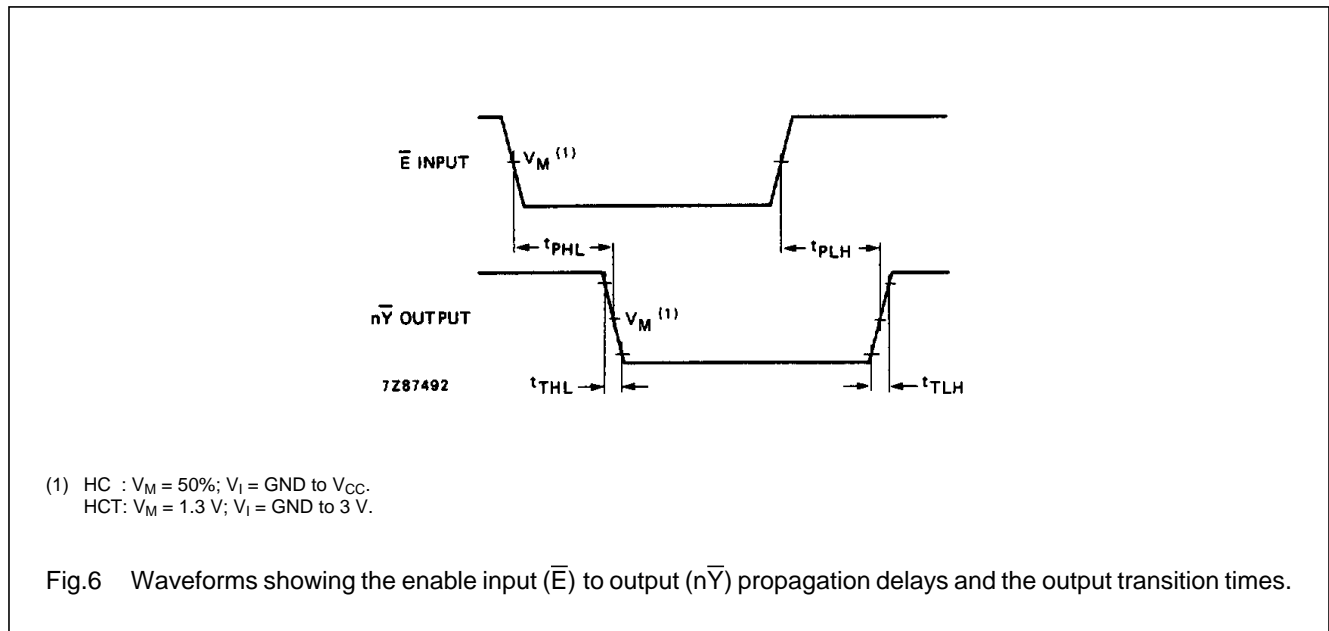 E̅ INPUT
V_M (1)
t_PHL
t_PLH
nY̅ OUTPUT
V_M (1)
7Z87492
t_THL
t_TLH
(1) HC : V_M = 50%; V_I = GND to V_CC.
HCT: V_M = 1.3 V; V_I = GND to 3 V.
Fig.6 Waveforms showing the enable input (E̅) to output (nY̅) propagation delays and the output transition times.